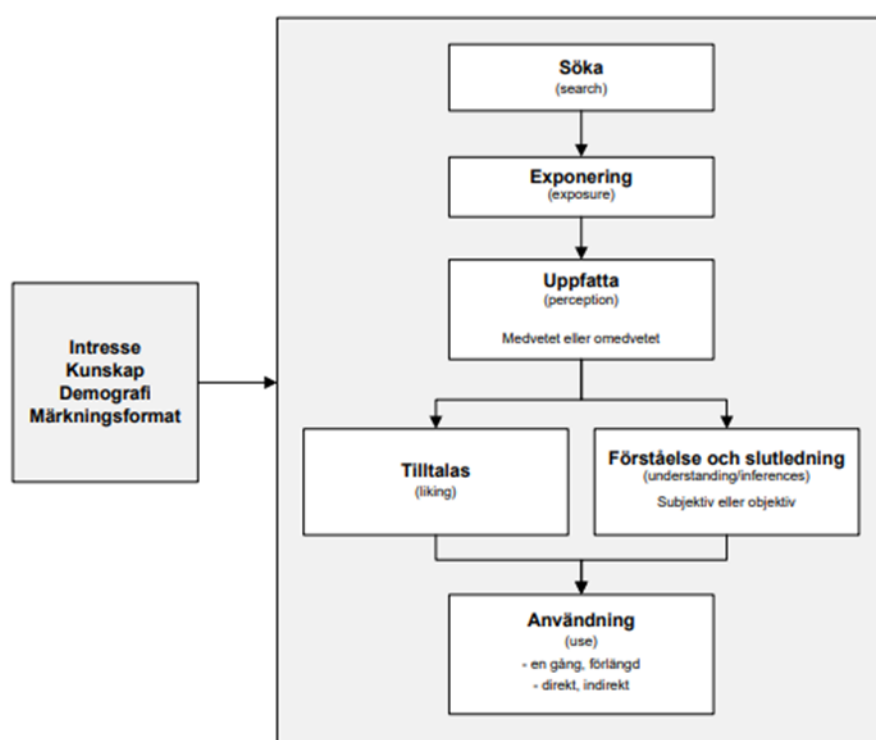 Söka
(search)
Exponering
(exposure)
Uppfatta
(perception)
Medvetet eller omedvetet
Intresse
Kunskap
Demografi
Märkningsformat
Tilltalas
(liking)
Förståelse och slutledning
(understanding/inferences)
Subjektiv eller objektiv
Användning
(use)
- en gång, förlängd
- direkt, indirekt